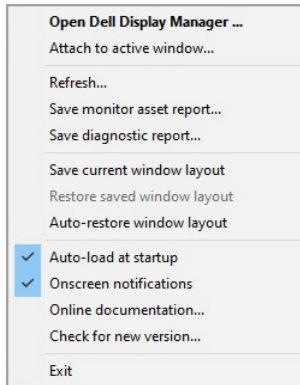 Open Dell Display Manager ...
Attach to active window...
Refresh...
Save monitor asset report...
Save diagnostic report...
Save current window layout
Restore saved window layout
Auto-restore window layout
Auto-load at startup
Onscreen notifications
Online documentation...
Check for new version...
Exit